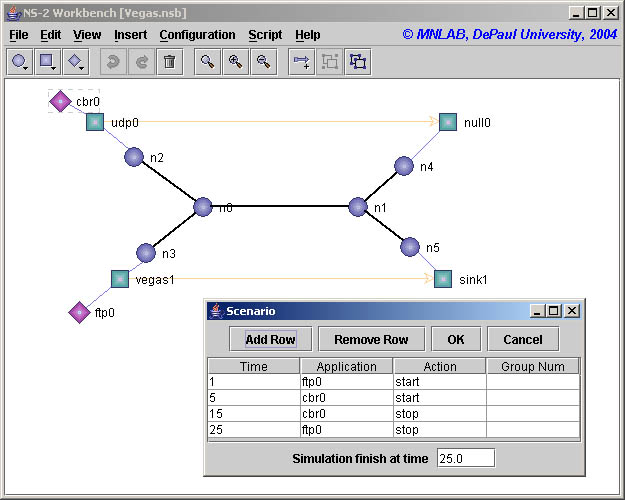 NS-2 Workbench [Vegas.nsb]
File Edit View Insert Configuration Script Help © MNLAB, DePaul University, 2004
cbr0
udp0
null0
n2
n4
n0
n1
n3
n5
vegas1
sink1
ftp0
Scenario
Add Row Remove Row OK Cancel
Time Application Action Group Num
1 ftp0 start
5 cbr0 start
15 cbr0 stop
25 ftp0 stop
Simulation finish at time 25.0